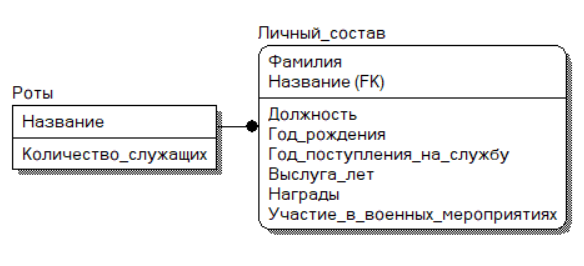 Роты
Название
Количество_служащих
Личный_состав
Фамилия
Название (FK)
Должность
Год_рождения
Год_поступления_на_службу
Выслуга_лет
Награды
Участие_в_военных_мероприятиях